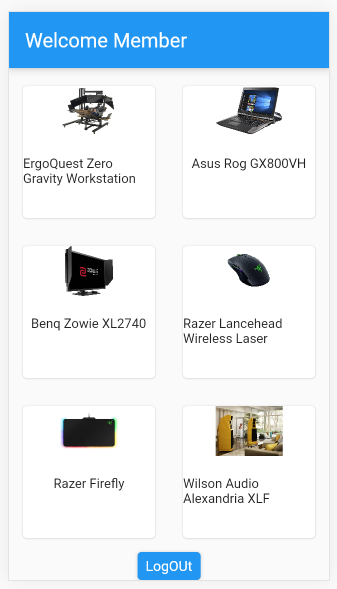 Welcome Member
ErgoQuest Zero
Gravity Workstation
Asus Rog GX800VH
Benq Zowie XL2740
Razer Lancehead
Wireless Laser
Razer Firefly
Wilson Audio
Alexandria XLF
LogOUt